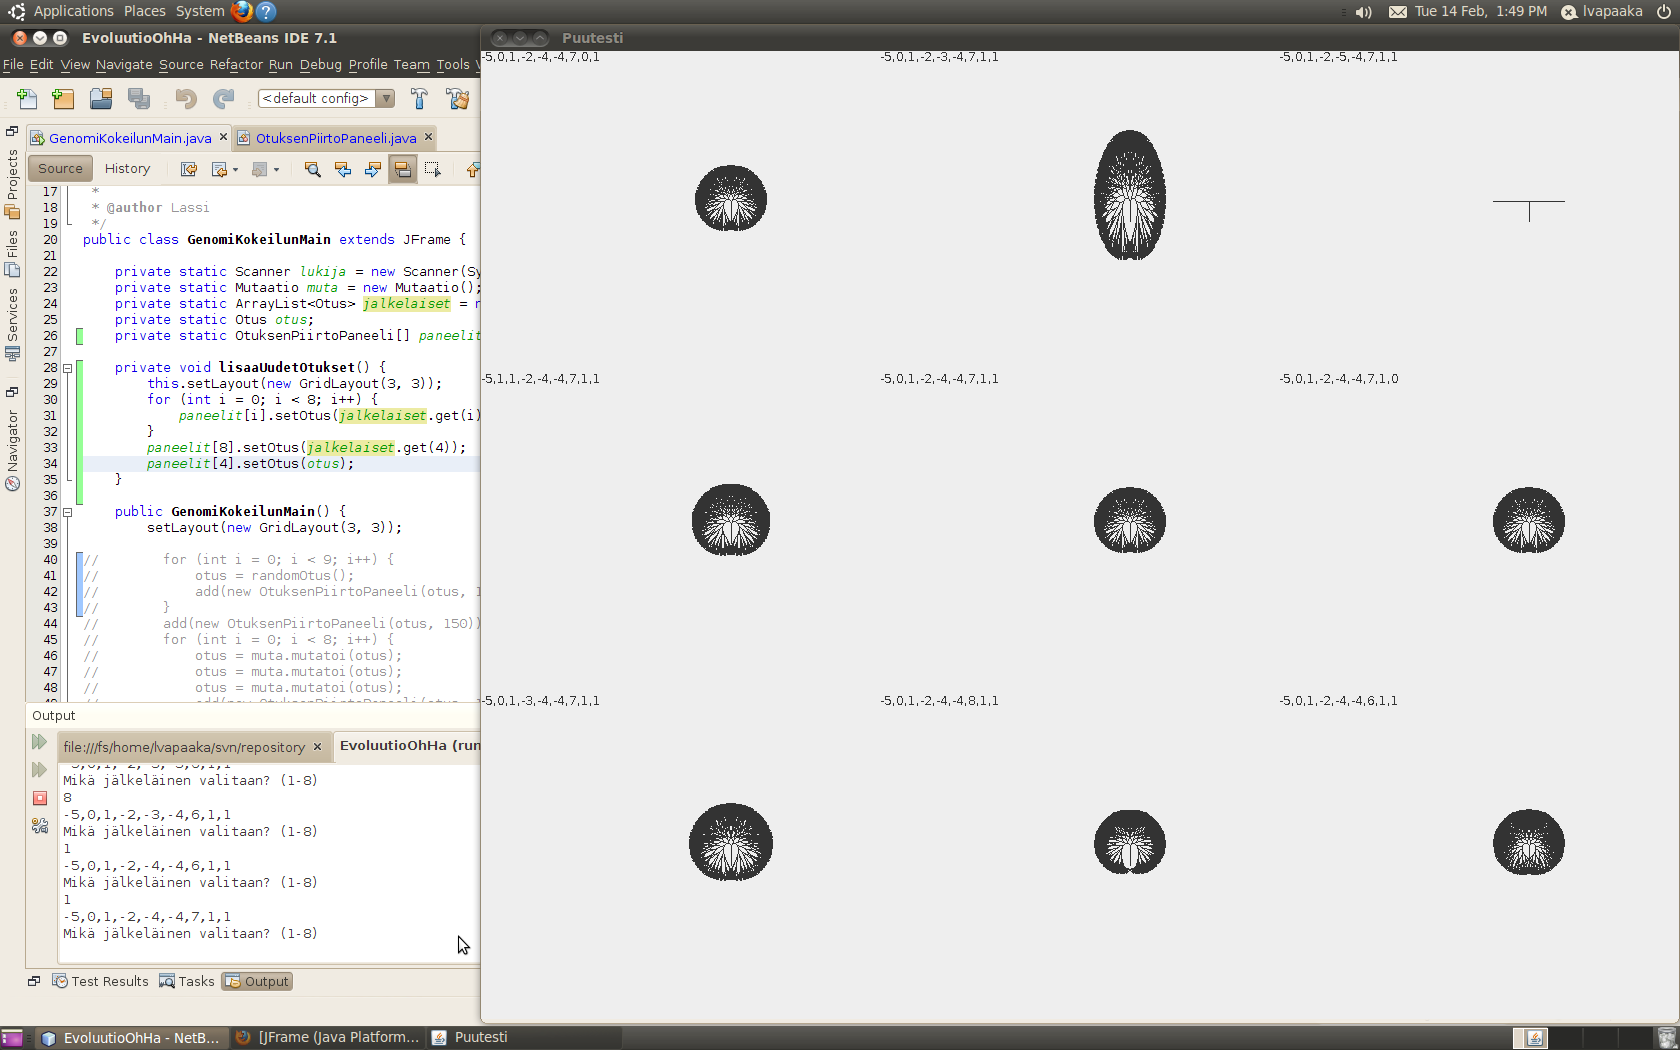 Applications Places System
Tue 14 Feb, 1:49 PM lvapaaka
EvoluutioOhHa - NetBeans IDE 7.1
File Edit View Navigate Source Refactor Run Debug Profile Team Tools
<default config>
GenomiKokeilunMain.java
OtuksenPiirtoPaneeli.java
Source History
Projects
Files
Services
Navigator
17 *
18 * @author Lassi
19 */
20 public class GenomiKokeilunMain extends JFrame {
21
22 private static Scanner lukija = new Scanner(Sy
23 private static Mutaatio muta = new Mutaatio();
24 private static ArrayList<Otus> jalkelaiset = n
25 private static Otus otus;
26 private static OtuksenPiirtoPaneeli[] paneelit
27
28 private void lisaaUudetOtukset() {
29 this.setLayout(new GridLayout(3, 3));
30 for (int i = 0; i < 8; i++) {
31 paneelit[i].setOtus(jalkelaiset.get(i)
32 }
33 paneelit[8].setOtus(jalkelaiset.get(4));
34 paneelit[4].setOtus(otus);
35 }
36
37 public GenomiKokeilunMain() {
38 setLayout(new GridLayout(3, 3));
39
40 // for (int i = 0; i < 9; i++) {
41 // otus = randomOtus();
42 // add(new OtuksenPiirtoPaneeli(otus, 1
43 // }
44 // add(new OtuksenPiirtoPaneeli(otus, 150))
45 // for (int i = 0; i < 8; i++) {
46 // otus = muta.mutatoi(otus);
47 // otus = muta.mutatoi(otus);
48 // otus = muta.mutatoi(otus);
Output
file:///fs/home/lvapaaka/svn/repository
EvoluutioOhHa (run
Mikä jälkeläinen valitaan? (1-8)
8
-5,0,1,-2,-3,-4,6,1,1
Mikä jälkeläinen valitaan? (1-8)
1
-5,0,1,-2,-4,-4,6,1,1
Mikä jälkeläinen valitaan? (1-8)
1
-5,0,1,-2,-4,-4,7,1,1
Mikä jälkeläinen valitaan? (1-8)
Test Results Tasks Output
Puutesti
-5,0,1,-2,-4,-4,7,0,1
-5,0,1,-2,-3,-4,7,1,1
-5,0,1,-2,-5,-4,7,1,1
-5,1,1,-2,-4,-4,7,1,1
-5,0,1,-2,-4,-4,7,1,1
-5,0,1,-2,-4,-4,7,1,0
-5,0,1,-3,-4,-4,7,1,1
-5,0,1,-2,-4,-4,8,1,1
-5,0,1,-2,-4,-4,6,1,1
EvoluutioOhHa - NetB...
[JFrame (Java Platform...
Puutesti